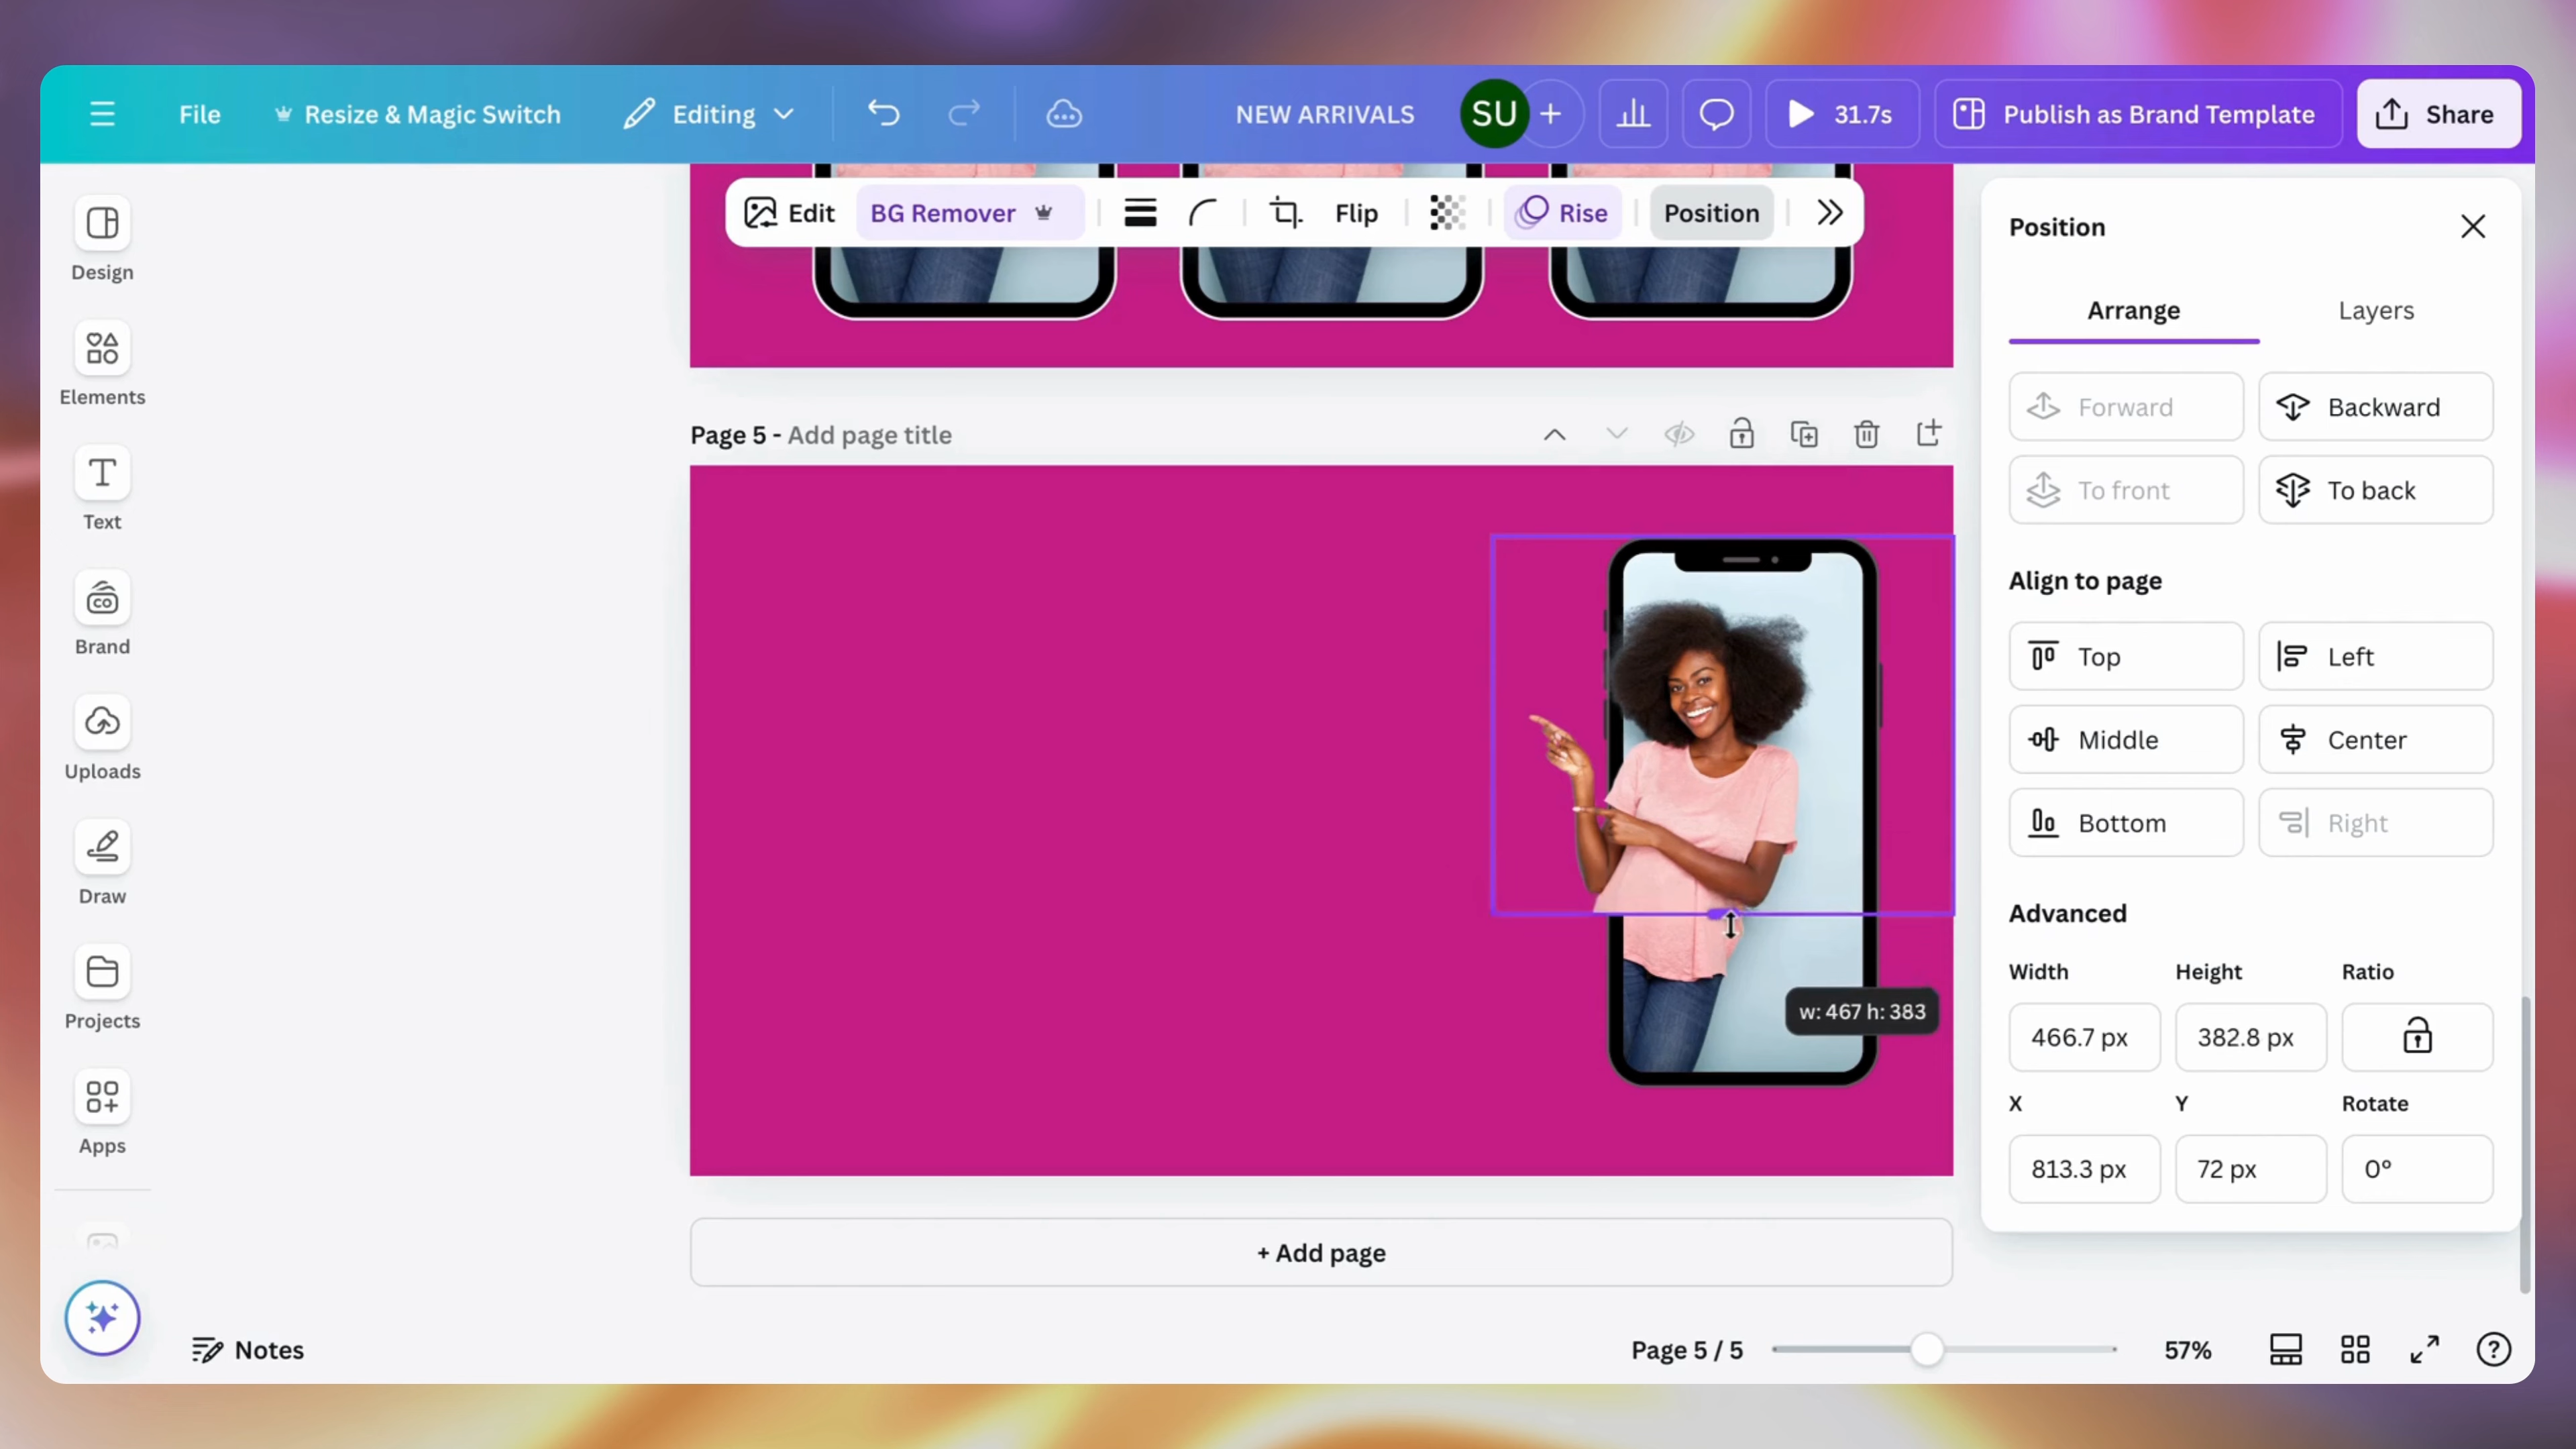 File
Resize & Magic Switch
Editing
NEW ARRIVALS
SU
31.7s
Publish as Brand Template
Share
Edit
BG Remover
Flip
Rise
Position
Design
Elements
Text
Brand
CO
Uploads
Draw
Projects
Apps
Page 5 - Add page title
w: 467 h: 383
+ Add page
Position
Arrange
Layers
Forward
Backward
To front
To back
Align to page
Top
Left
Middle
Center
Bottom
Right
Advanced
Width
Height
Ratio
466.7 px
382.8 px
X
Y
Rotate
813.3 px
72 px
0°
Notes
Page 5 / 5
57%